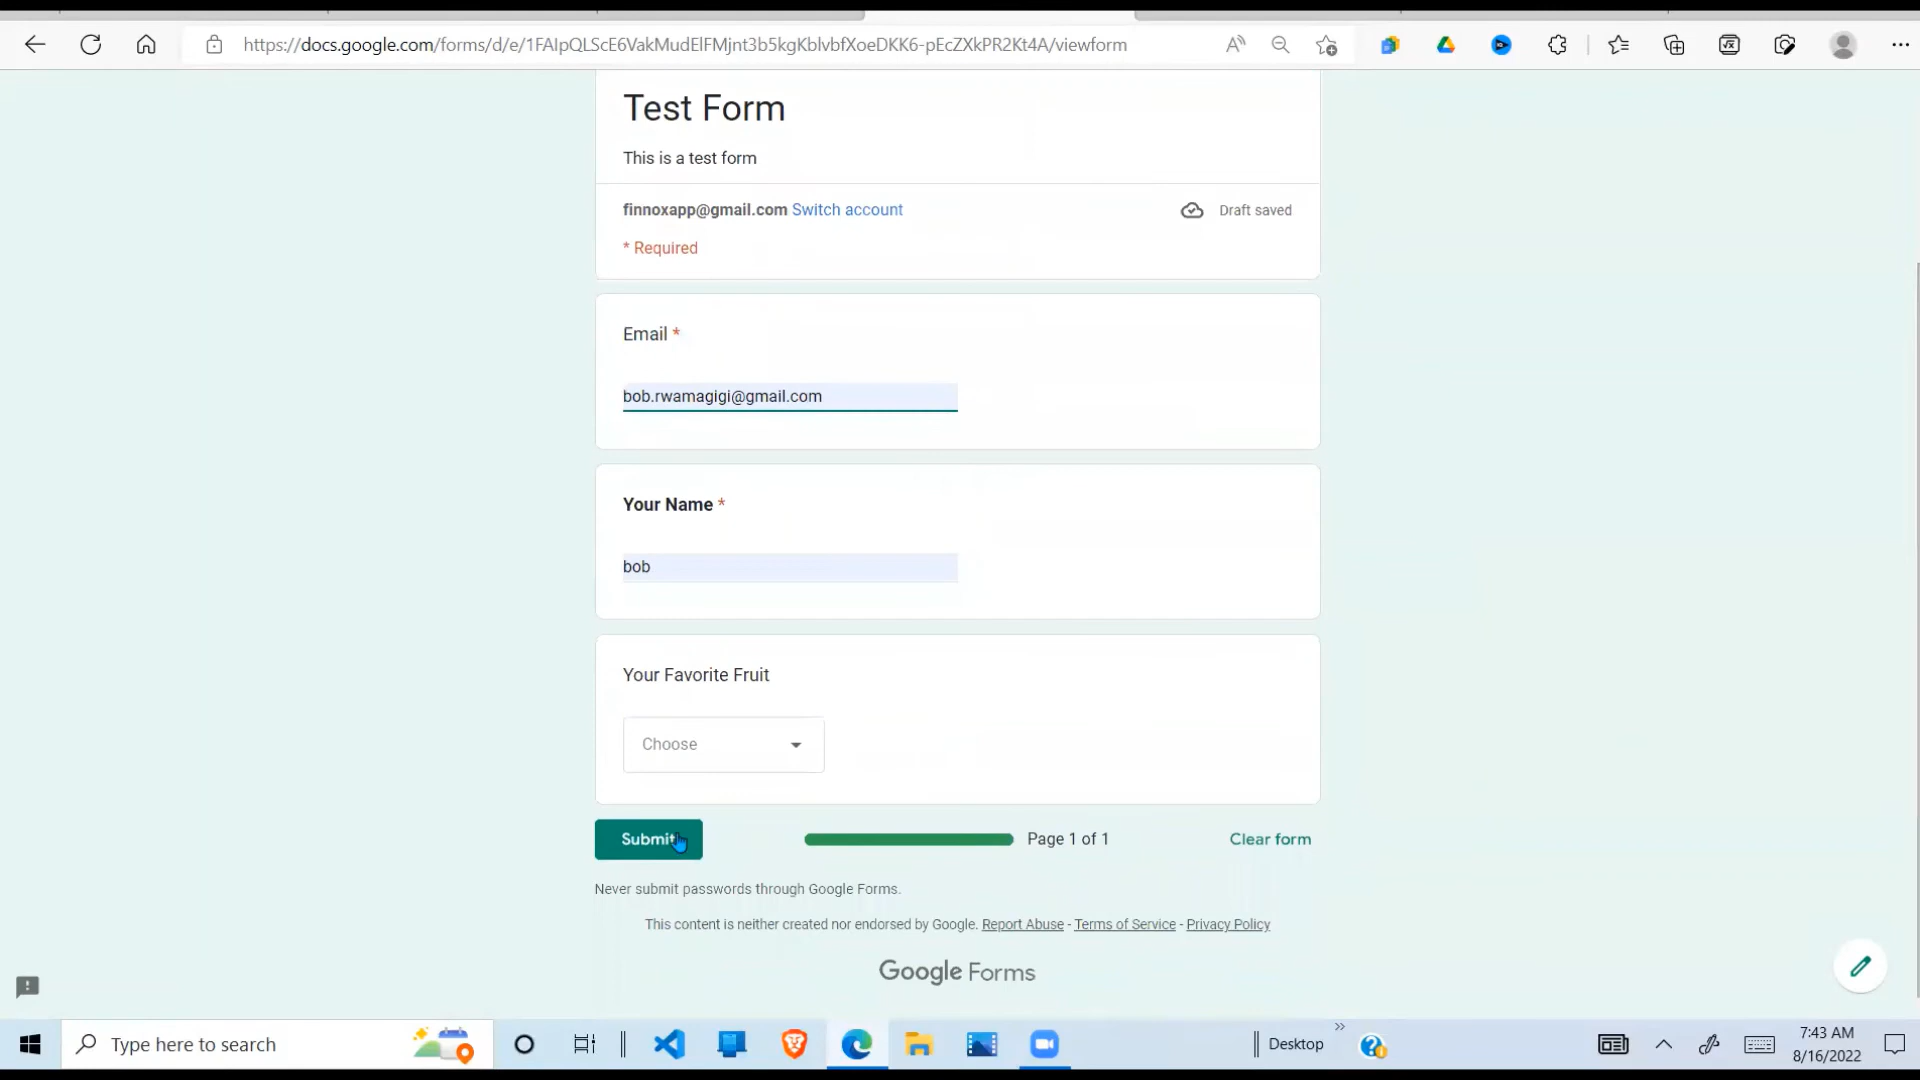 https://docs.google.com/forms/d/e/1FAIpQLScE6VakMudElFMjnt3b5kgKblvbfXoeDKK6-pEcZXkPR2Kt4A/viewform
Test Form
This is a test form
finnoxapp@gmail.com Switch account
Draft saved
* Required
Email *
bob.rwamagigi@gmail.com
Your Name *
bob
Your Favorite Fruit
Choose
Submit
Page 1 of 1
Clear form
Never submit passwords through Google Forms.
This content is neither created nor endorsed by Google. Report Abuse - Terms of Service - Privacy Policy
Google Forms
Type here to search
Desktop
7:43 AM
8/16/2022